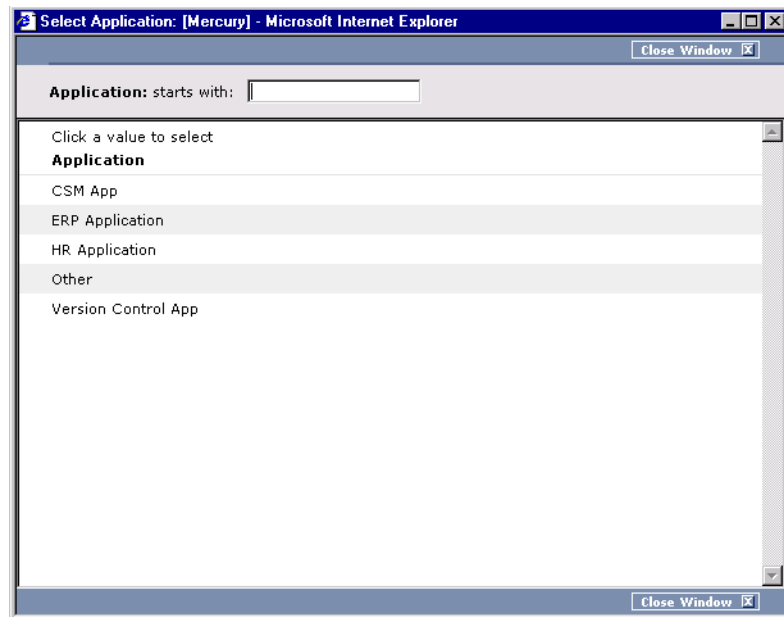 Select Application: [Mercury] - Microsoft Internet Explorer
Close Window X
Application: starts with:
Click a value to select
Application
CSM App
ERP Application
HR Application
Other
Version Control App
Close Window X